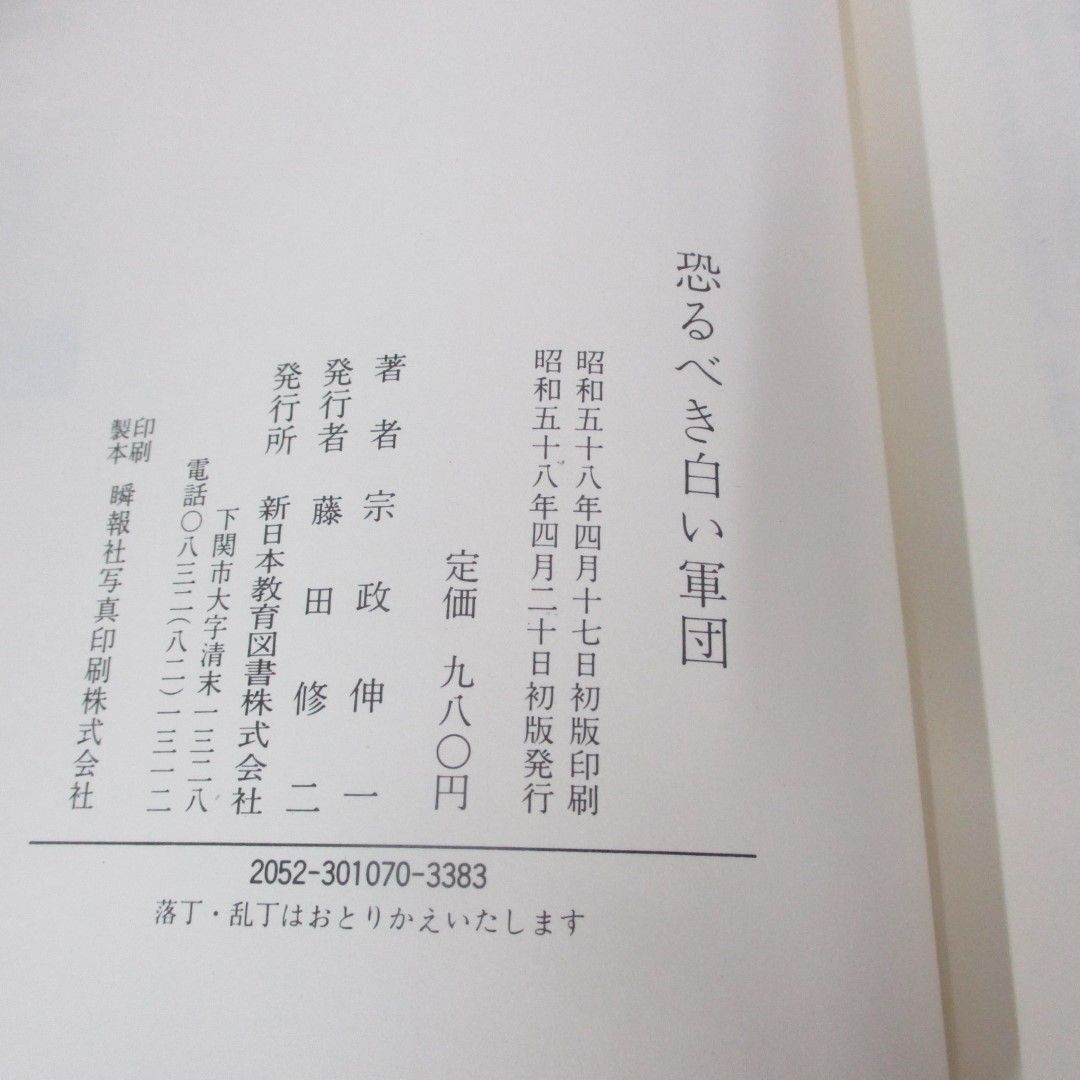 恐るべき白い軍団
昭和五十八年四月十七日初版印刷
昭和五十八年四月二十日初版発行
定価 九八〇円
著者 宗政伸一
発行者 藤田修二
発行所 新日本教育図書株式会社
下関市大字清末一三二八
電話〇八三二(八二)一三一二
印刷
製本 瞬報社写真印刷株式会社
2052-301070-3383
落丁・乱丁はおとりかえいたします